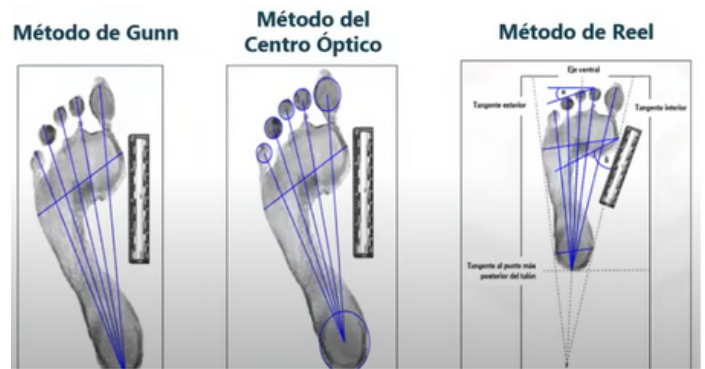 Método de Gunn
Método del
Centro Óptico
Método de Reel
Eje central
Tangente exterior
Tangente interior
Tangente al punto más
posterior del talón